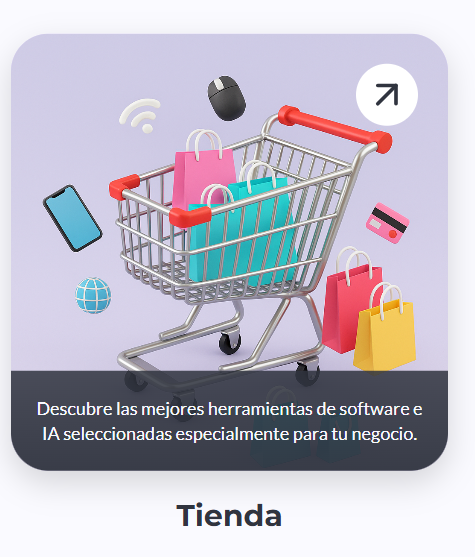 Descubre las mejores herramientas de software e
IA seleccionadas especialmente para tu negocio.
Tienda